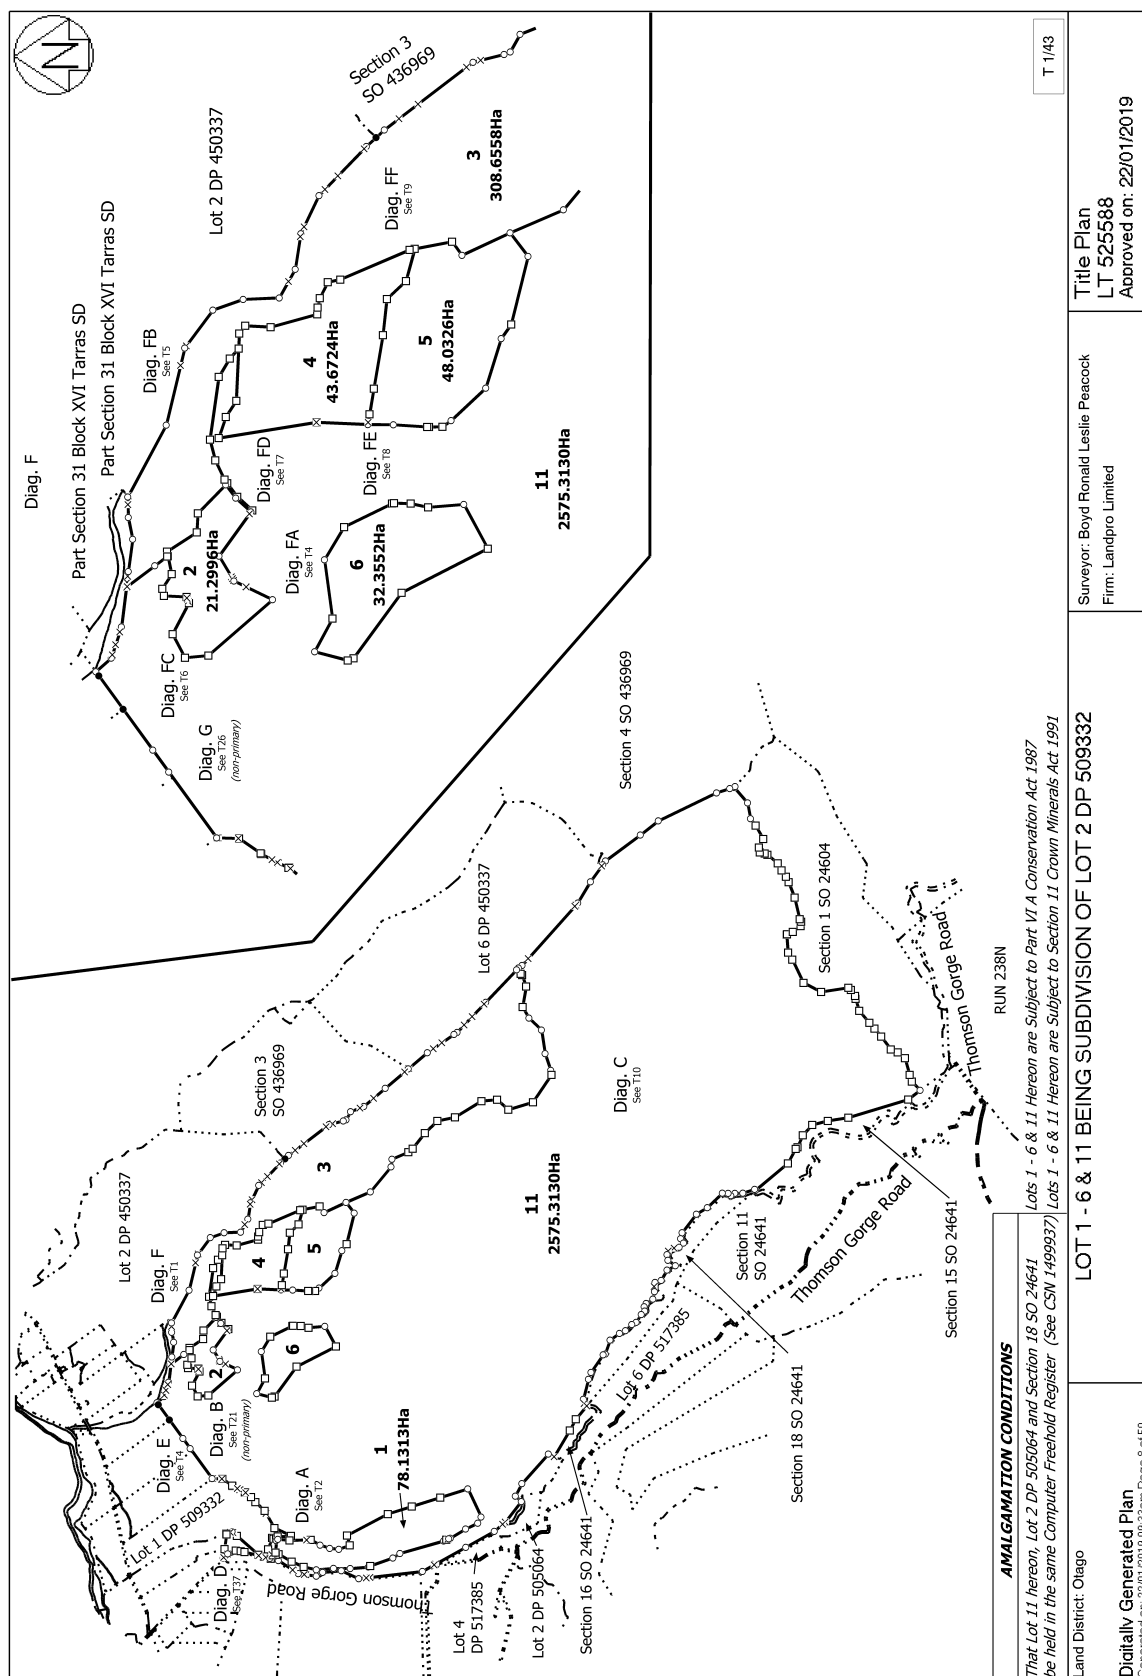 N
Diag. F
Part Section 31 Block XVI Tarras SD
Part Section 31 Block XVI Tarras SD
Lot 2 DP 450337
Section 3
SO 436969
Diag. FB
See T5
Diag. FF
See T9
3
308.6558Ha
4
43.6724Ha
5
48.0326Ha
Diag. FD
See T7
Diag. FE
See T8
2
21.2996Ha
Diag. FA
See T4
6
32.3552Ha
11
2575.3130Ha
Diag. FC
See T6
Diag. G
See T26
(non-primary)
Section 4 SO 436969
Lot 6 DP 450337
Section 3
SO 436969
Lot 2 DP 450337
Diag. F
See T1
3
4
5
6
2
Diag. E
See T4
Diag. B
See T21
(non-primary)
Lot 1 DP 509332
Diag. A
See T2
Diag. D
See T37
1
78.1313Ha
11
2575.3130Ha
Diag. C
See T10
Section 1 SO 24604
Thomson Gorge Road
RUN 238N
Thomson Gorge Road
Section 11
SO 24641
Section 15 SO 24641
Lot 6 DP 517385
Section 18 SO 24641
Section 16 SO 24641
Lot 2 DP 505064
Lot 4
DP 517385
Thomson Gorge Road
T 1/43
Lots 1 - 6 & 11 Hereon are Subject to Part VI A Conservation Act 1987
Lots 1 - 6 & 11 Hereon are Subject to Section 11 Crown Minerals Act 1991
AMALGAMATION CONDITIONS
That Lot 11 hereon, Lot 2 DP 505064 and Section 18 SO 24641
be held in the same Computer Freehold Register (See CSN 1499937)
Land District: Otago
Digitally Generated Plan
LOT 1 - 6 & 11 BEING SUBDIVISION OF LOT 2 DP 509332
Surveyor: Boyd Ronald Leslie Peacock
Firm: Landpro Limited
Title Plan
LT 525588
Approved on: 22/01/2019